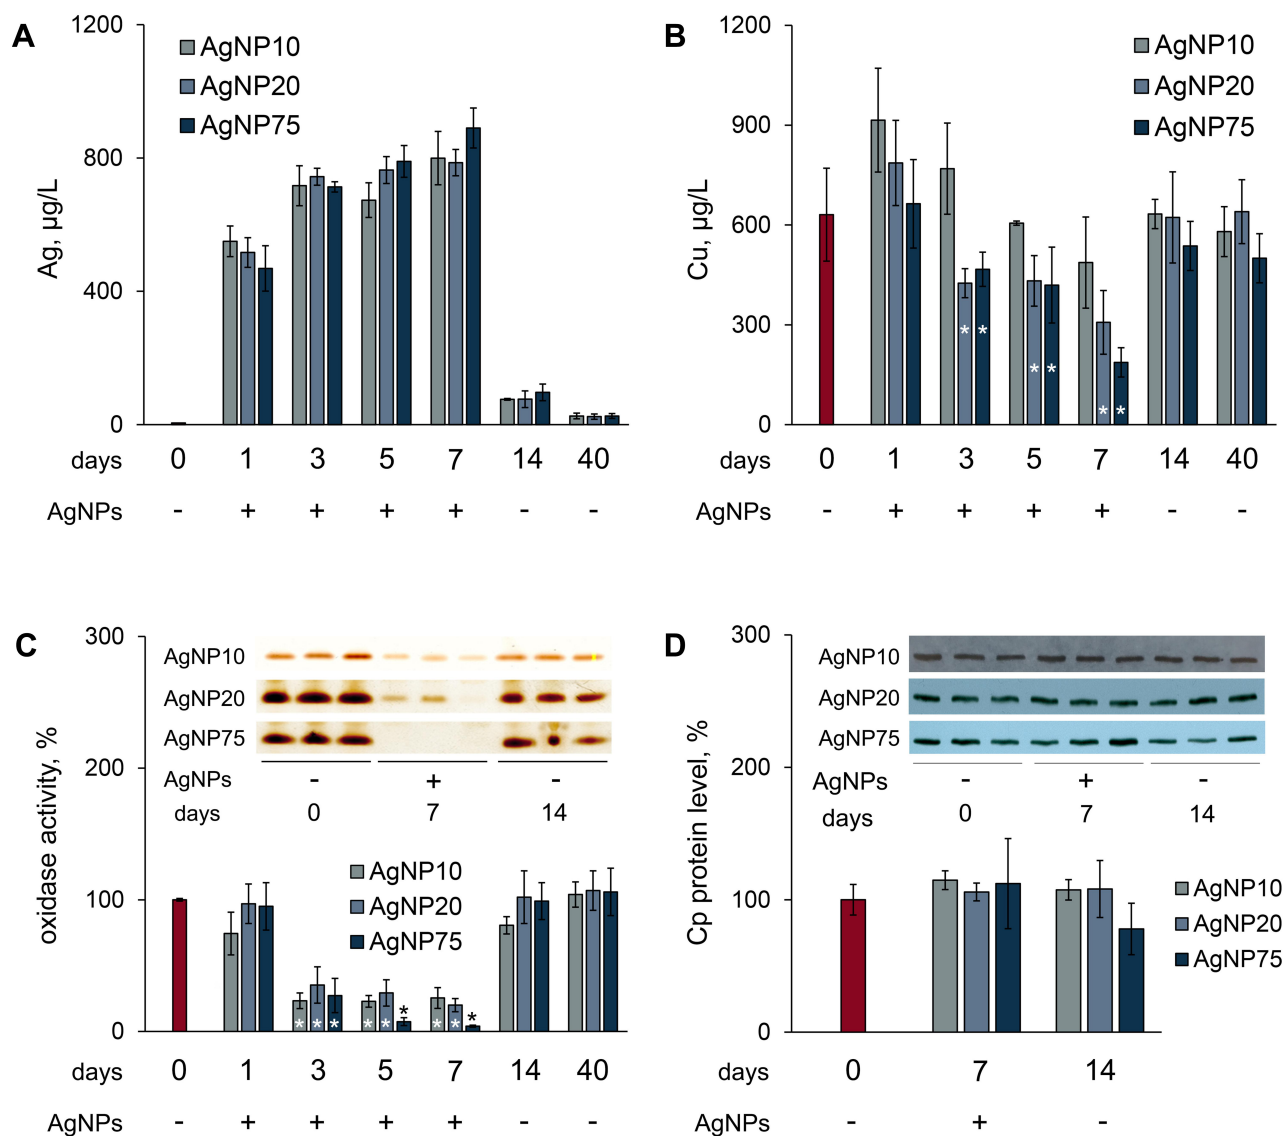 A
1200
800
400
0
Ag, µg/L
AgNP10
AgNP20
AgNP75
days 0 1 3 5 7 14 40
AgNPs - + + + + - -
B
1200
900
600
300
0
Cu, µg/L
AgNP10
AgNP20
AgNP75
* * * * * *
days 0 1 3 5 7 14 40
AgNPs - + + + + - -
C
300
200
100
0
oxidase activity, %
AgNP10
AgNP20
AgNP75
AgNPs - + -
days 0 7 14
AgNP10
AgNP20
AgNP75
* * * * * * * * *
days 0 1 3 5 7 14 40
AgNPs - + + + + - -
D
300
200
100
0
Cp protein level, %
AgNP10
AgNP20
AgNP75
AgNPs - + -
days 0 7 14
AgNP10
AgNP20
AgNP75
days 0 7 14
AgNPs - + -